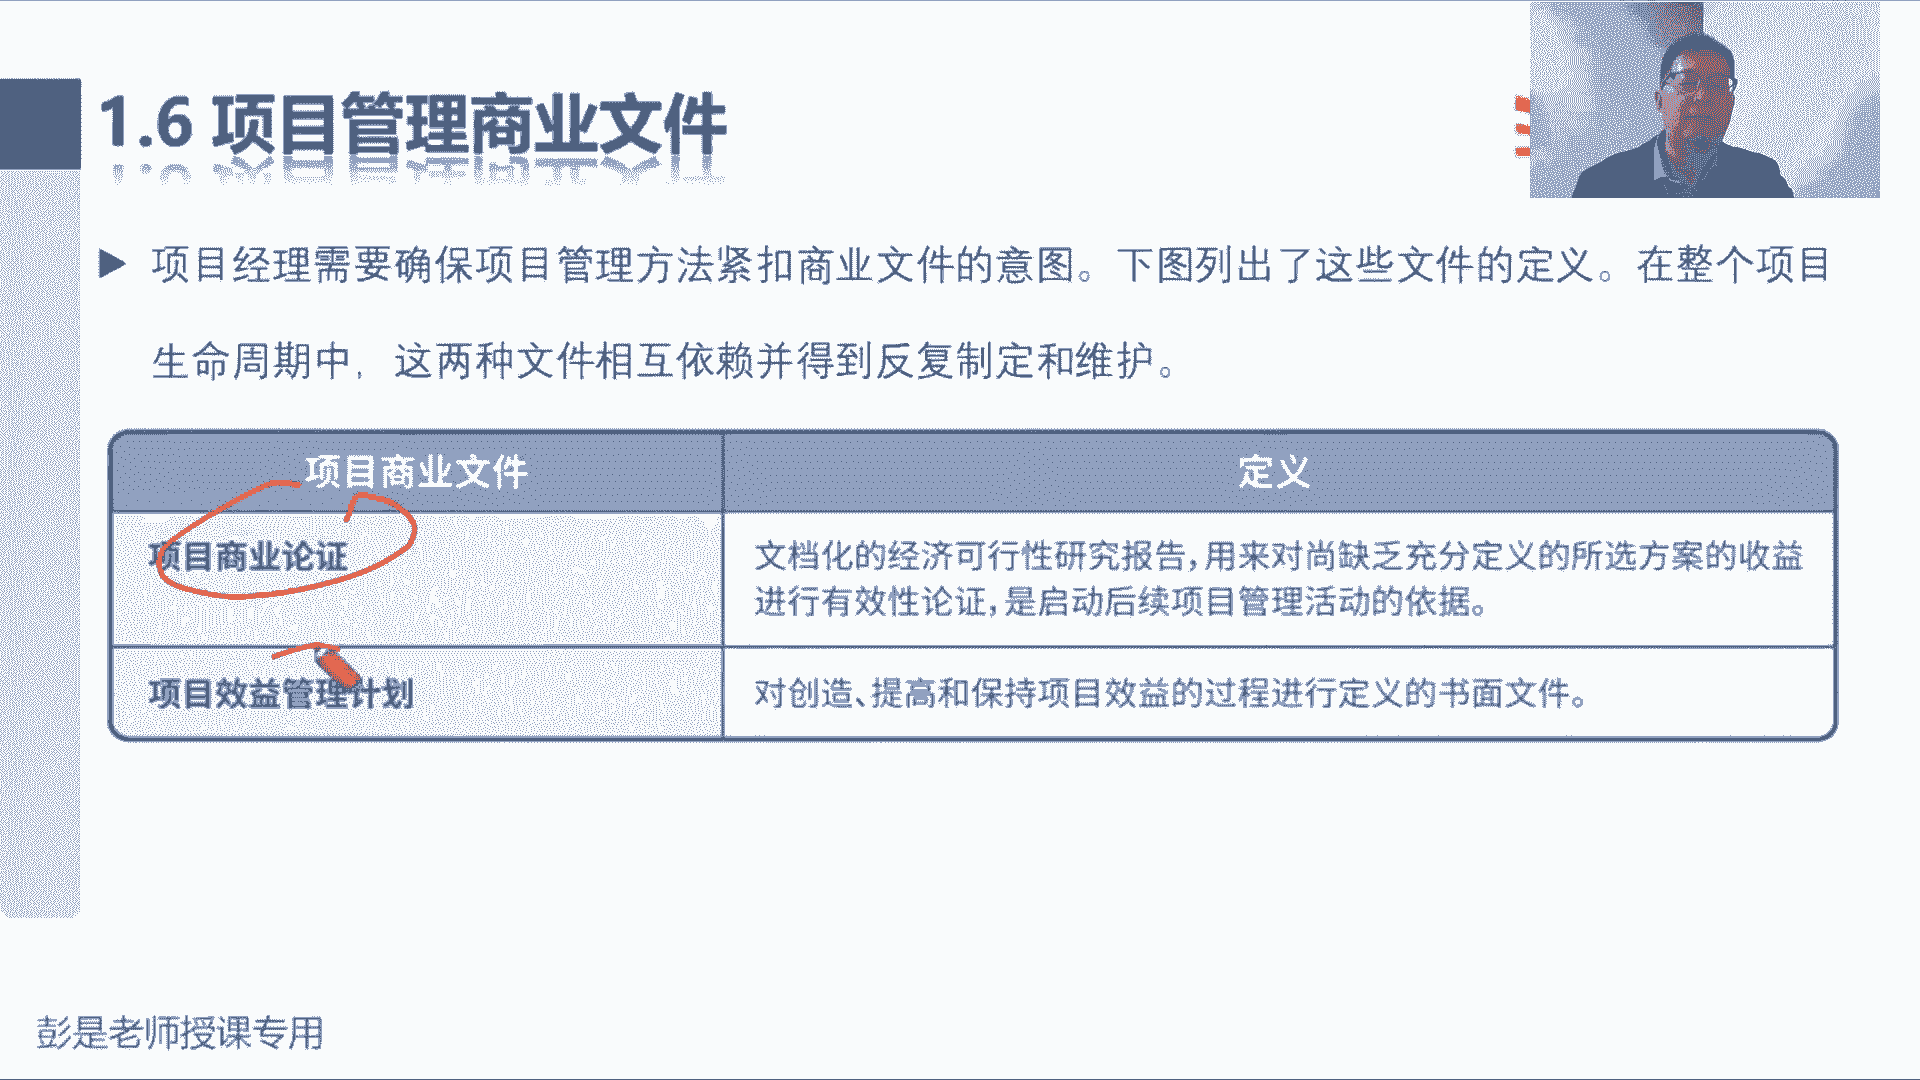 1.6 项目管理商业文件
项目经理需要确保项目管理方法紧扣商业文件的意图。下图列出了这些文件的定义。在整个项目
生命周期中，这两种文件相互依赖并得到反复制定和维护。
项目商业文件
定义
项目商业论证
文档化的经济可行性研究报告，用来对尚缺乏充分定义的所选方案的收益
进行有效性论证，是启动后续项目管理活动的依据。
项目效益管理计划
对创造、提高和保持项目效益的过程进行定义的书面文件。
彭是老师授课专用